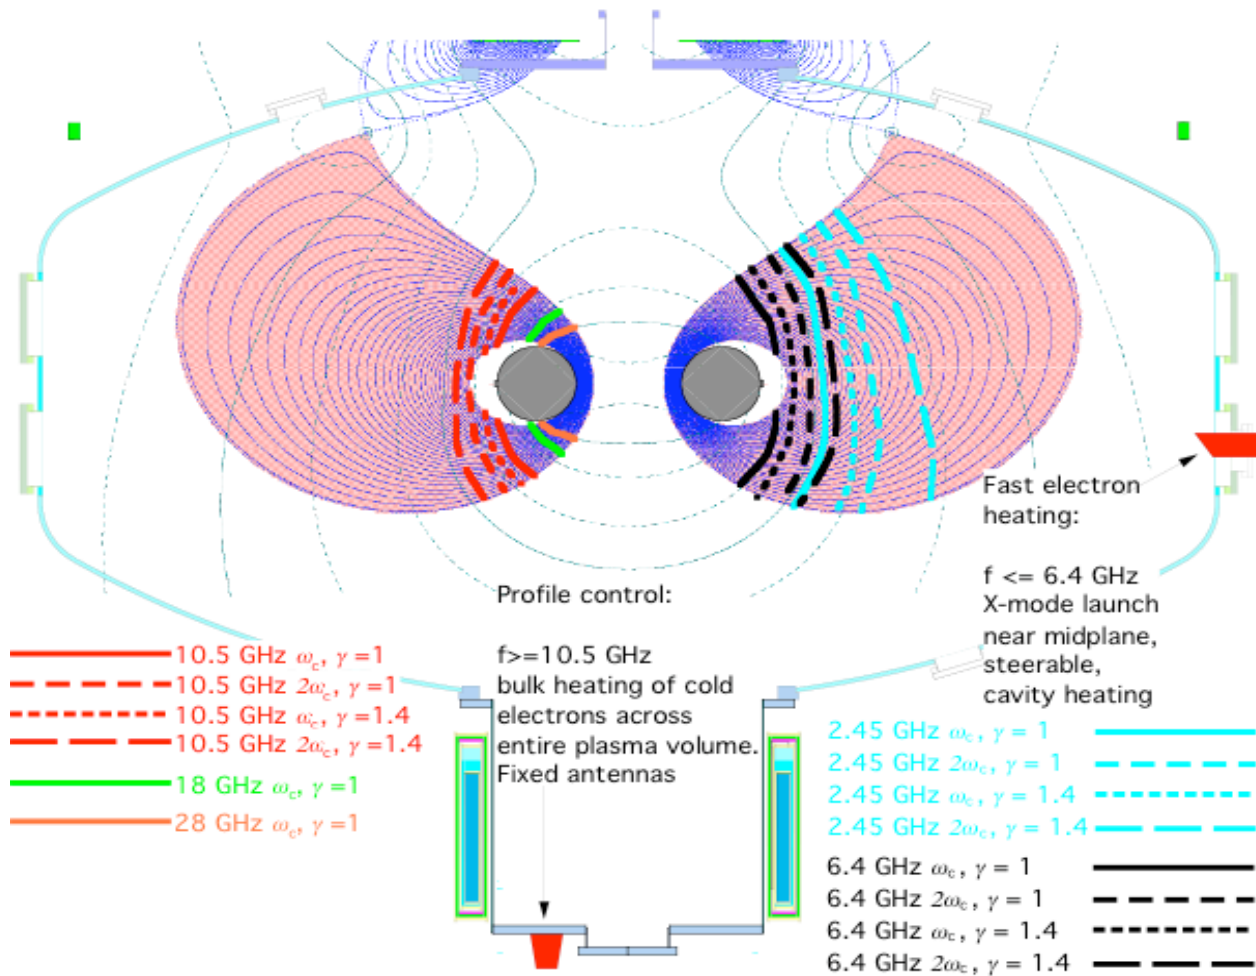 Fast electron
heating:
f <= 6.4 GHz
X-mode launch
near midplane,
steerable,
cavity heating
Profile control:
f>=10.5 GHz
bulk heating of cold
electrons across
entire plasma volume.
Fixed antennas
10.5 GHz ωc, γ=1
10.5 GHz 2ωc, γ=1
10.5 GHz ωc, γ=1.4
10.5 GHz 2ωc, γ=1.4
18 GHz ωc, γ=1
28 GHz ωc, γ=1
2.45 GHz ωc, γ = 1
2.45 GHz 2ωc, γ = 1
2.45 GHz ωc, γ = 1.4
2.45 GHz 2ωc, γ = 1.4
6.4 GHz ωc, γ = 1
6.4 GHz 2ωc, γ = 1
6.4 GHz ωc, γ = 1.4
6.4 GHz 2ωc, γ = 1.4